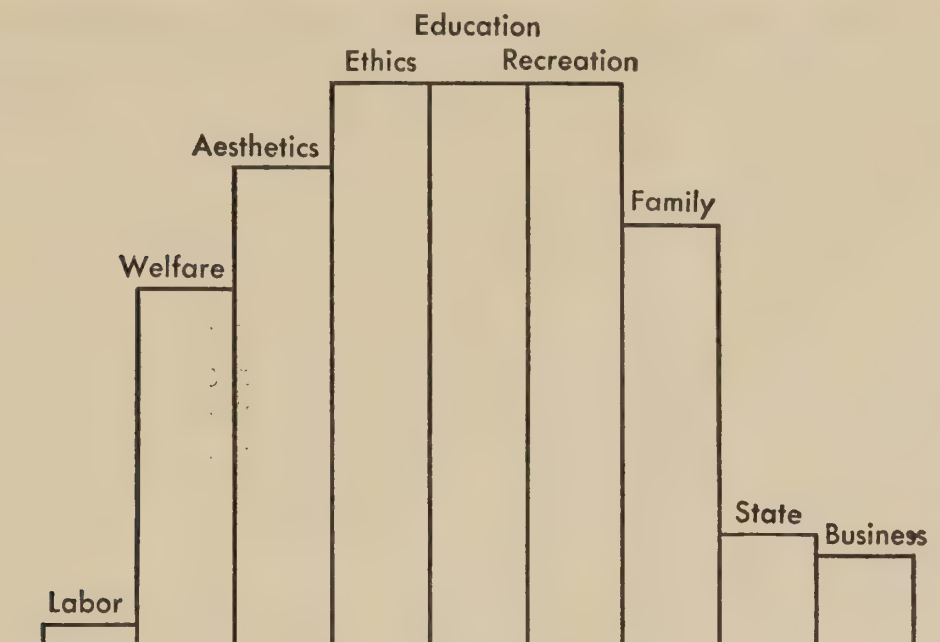 Education
Ethics Recreation
Aesthetics
Family
Welfare
State
Business
Labor